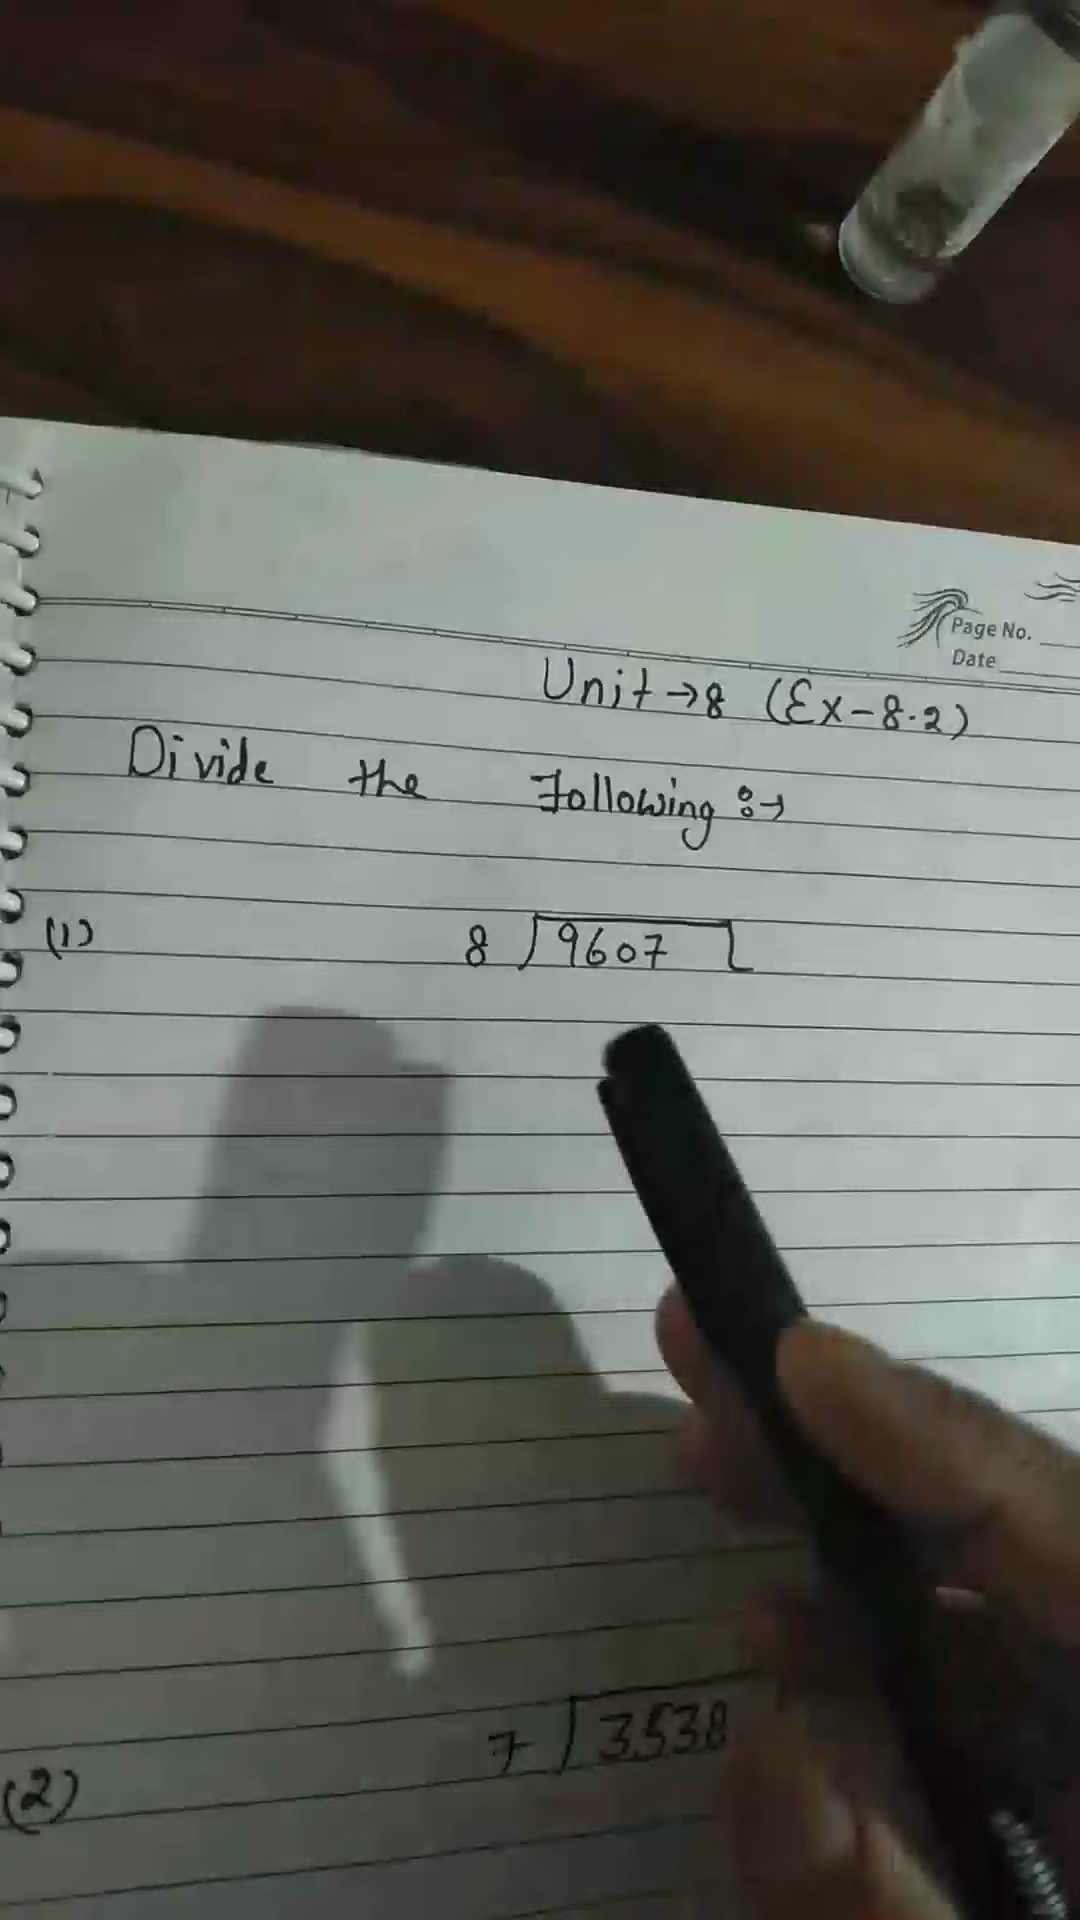 Page No.
Date
Unit→8 (Ex-8.2)
Divide the Following :→
(1) 8 ) 9607
(2) 7 ) 3538